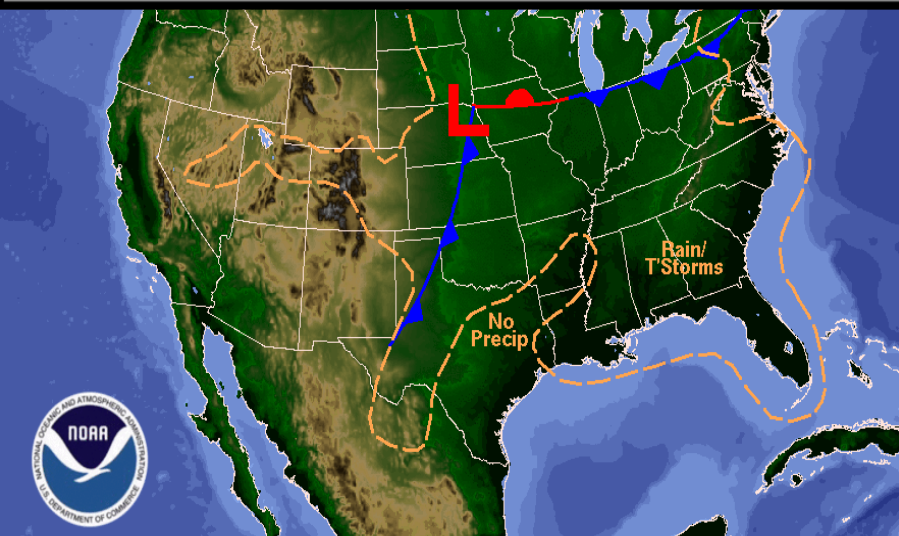 L
Rain/
T'Storms
No
Precip
NATIONAL OCEANIC AND ATMOSPHERIC ADMINISTRATION
NOAA
U.S. DEPARTMENT OF COMMERCE